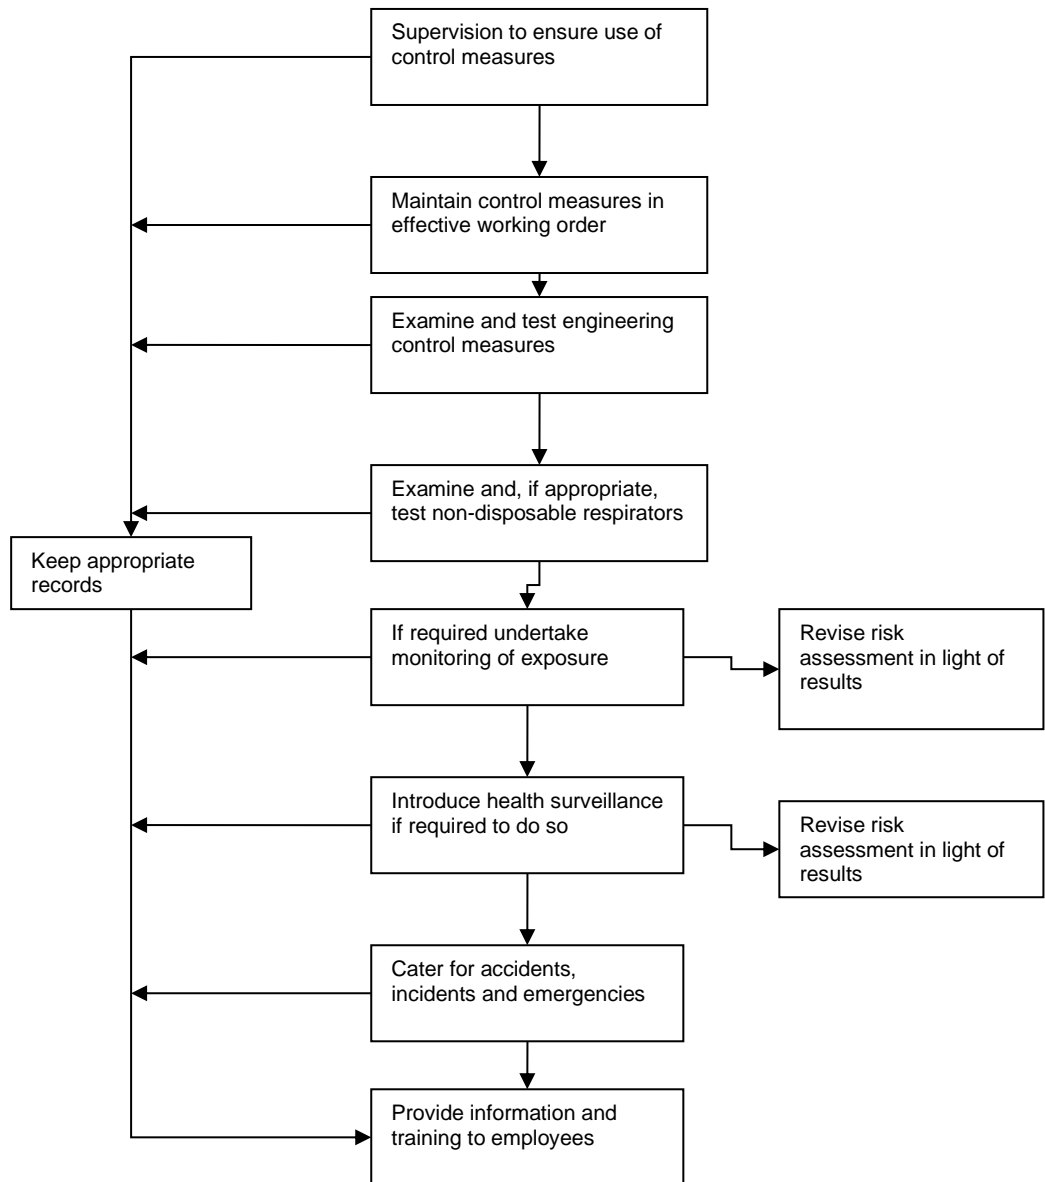 Supervision to ensure use of
control measures
Maintain control measures in
effective working order
Examine and test engineering
control measures
Examine and, if appropriate,
test non-disposable respirators
Keep appropriate
records
If required undertake
monitoring of exposure
Revise risk
assessment in light of
results
Introduce health surveillance
if required to do so
Revise risk
assessment in light of
results
Cater for accidents,
incidents and emergencies
Provide information and
training to employees